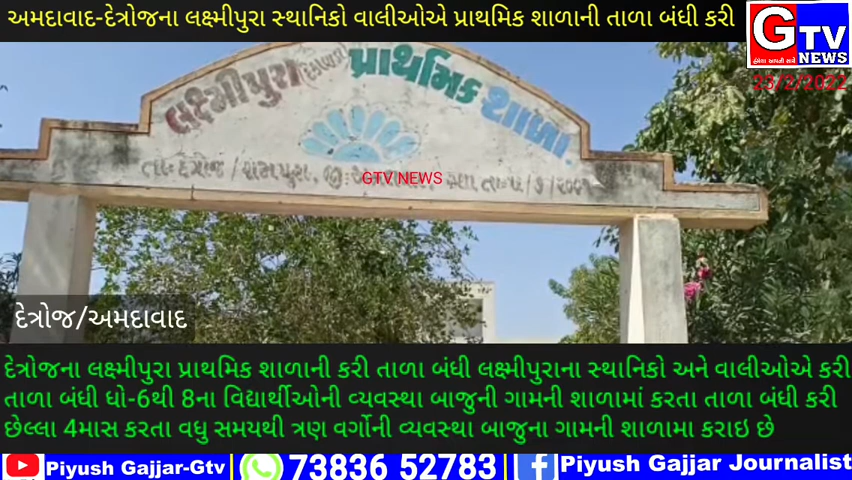 અમદાવાદ-દેત્રોજના લક્ષ્મીપુરા સ્થાનિકો વાલીઓએ પ્રાથમિક શાળાની તાળા બંધી કરી
GTV
NEWS
23/2/2022
લક્ષ્મીપુરા પ્રાથમિક શાળા.
GTV NEWS
દેત્રોજ/અમદાવાદ
દેત્રોજના લક્ષ્મીપુરા પ્રાથમિક શાળાની કરી તાળા બંધી લક્ષ્મીપુરાના સ્થાનિકો અને વાલીઓએ કરી
તાળા બંધી ધો-6થી 8ના વિદ્યાર્થીઓની વ્યવસ્થા બાજુની ગામની શાળામાં કરતા તાળા બંધી કરી
છેલ્લા 4માસ કરતા વધુ સમયથી ત્રણ વર્ગોની વ્યવસ્થા બાજુના ગામની શાળામા કરાઇ છે
Piyush Gajjar-Gtv 73836 52783 Piyush Gajjar Journalist